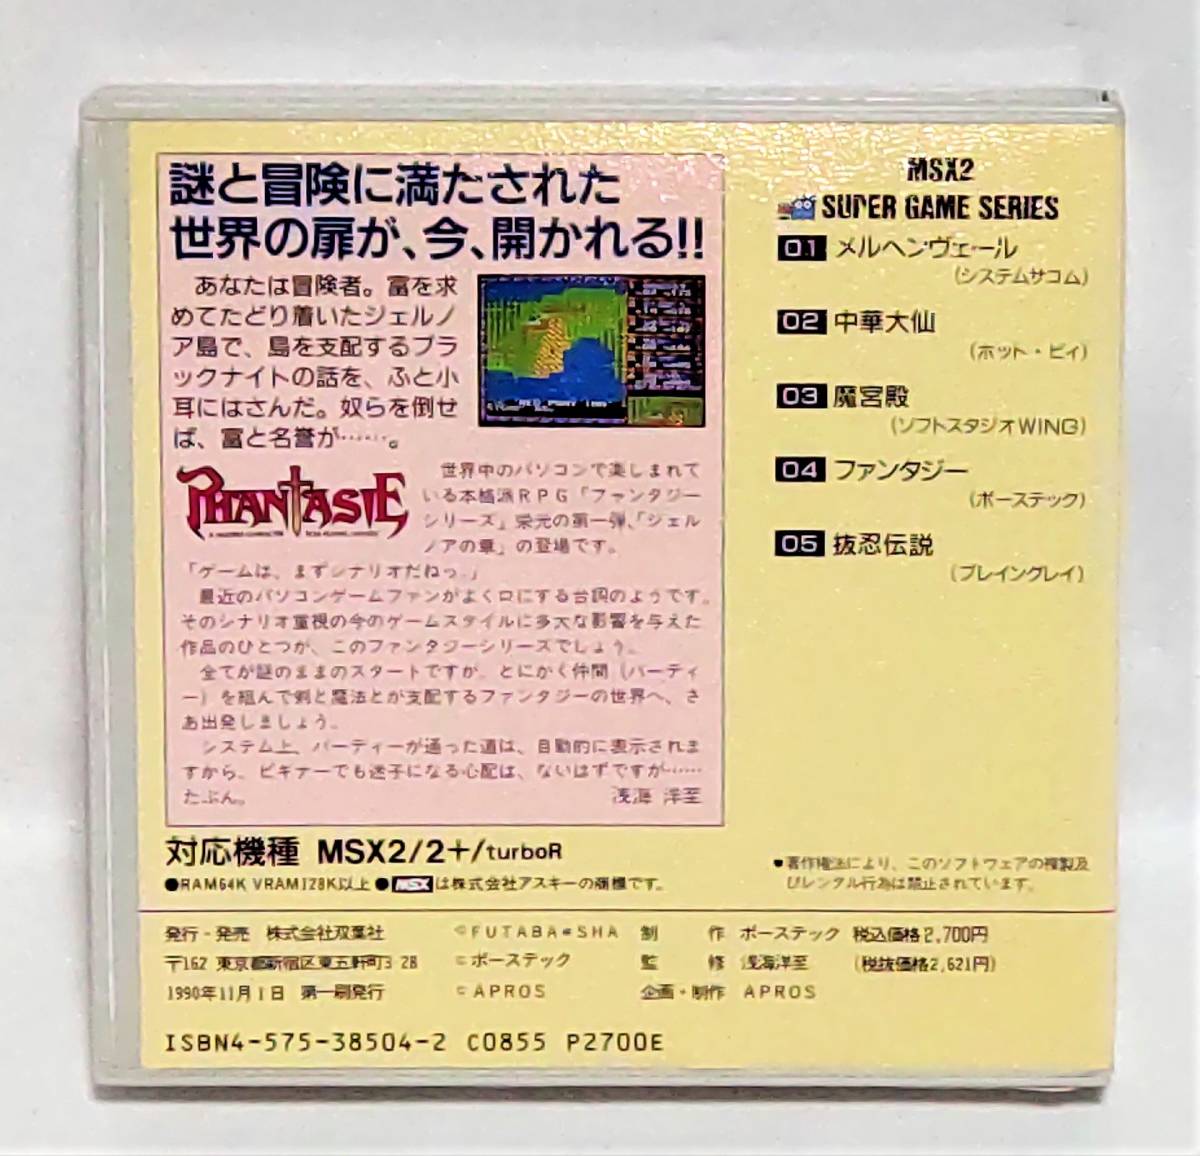 謎と冒険に満たされた
世界の扉が、今、開かれる!!
あなたは冒険者。富を求
めてたどり着いたジェルノ
ア島で、島を支配するブラ
ックナイトの話を、ふと小
耳にはさんだ。奴らを倒せ
ば、富と名誉が……。
PHANTASIE
世界中のパソコンで楽しまれて
いる本格派RPG「ファンタジー
シリーズ」栄元の第一弾、「ジェル
ノアの章」の登場です。
「ゲームは、まずシナリオだねっ」
最近のパソコンゲームファンがよく口にする台詞のようです。
そのシナリオ重視の今のゲームスタイルに多大な影響を与えた
作品のひとつが、このファンタジーシリーズでしょう。
全てが謎のままのスタートですが、とにかく仲間(パーティ
ー)を組んで剣と魔法とが支配するファンタジーの世界へ、さ
あ出発しましょう。
システム上、パーティーが通った道は、自動的に表示されま
すから、ビギナーでも迷子になる心配は、ないはずですが……
たぶん。 浅海 洋至
MSX2
SUPER GAME SERIES
01 メルヘンヴェール
(システムサコム)
02 中華大仙
(ホット・ビィ)
03 魔宮殿
(ソフトスタジオWING)
04 ファンタジー
(ボーステック)
05 抜忍伝説
(ブレイングレイ)
対応機種 MSX2/2+/turboR
●RAM64K VRAM128K以上 ●MSXは株式会社アスキーの商標です。
●著作権法により、このソフトウェアの複製及
びレンタル行為は禁止されています。
発行・発売 株式会社双葉社 ©FUTABA＊SHA 制 作 ボーステック 税込価格2,700円
〒162 東京都新宿区東五軒町3 28 ©ボーステック 監 修 浅海洋至 (税抜価格2,621円)
1990年11月1日 第一刷発行 ©APROS 企画・制作 APROS
ISBN4-575-38504-2 C0855 P2700E